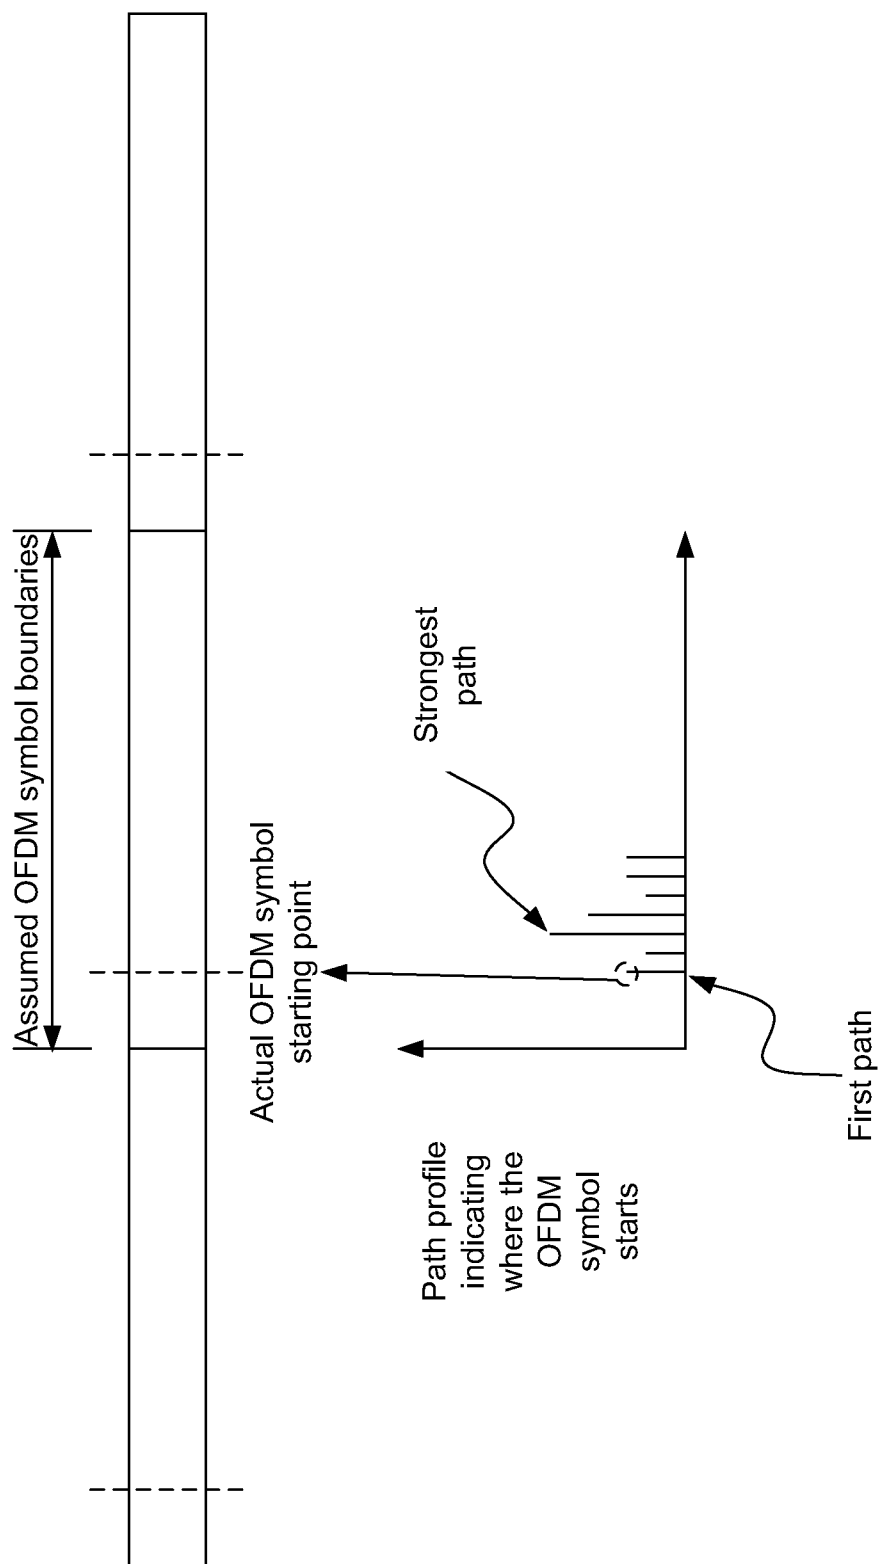 Assumed OFDM symbol boundaries
Actual OFDM symbol
starting point
Strongest
path
Path profile
indicating
where the
OFDM
symbol
starts
First path